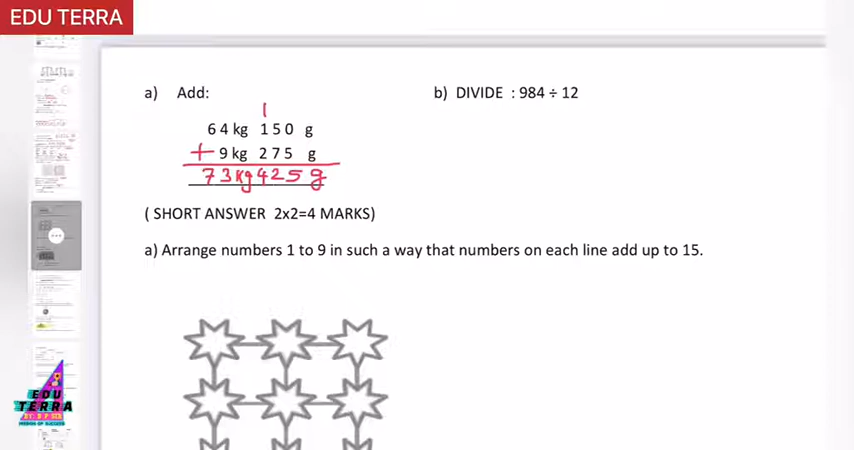 EDU TERRA
a) Add:
b) DIVIDE : 984 ÷ 12
1
64 kg 150 g
+ 9 kg 275 g
73 kg 425 g
( SHORT ANSWER 2x2=4 MARKS)
a) Arrange numbers 1 to 9 in such a way that numbers on each line add up to 15.
EDU
TERRA